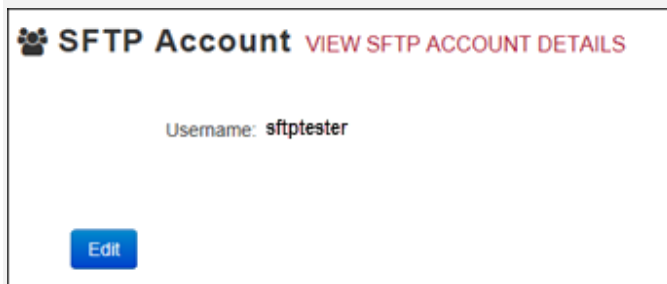 SFTP Account VIEW SFTP ACCOUNT DETAILS
Username: sftptester
Edit